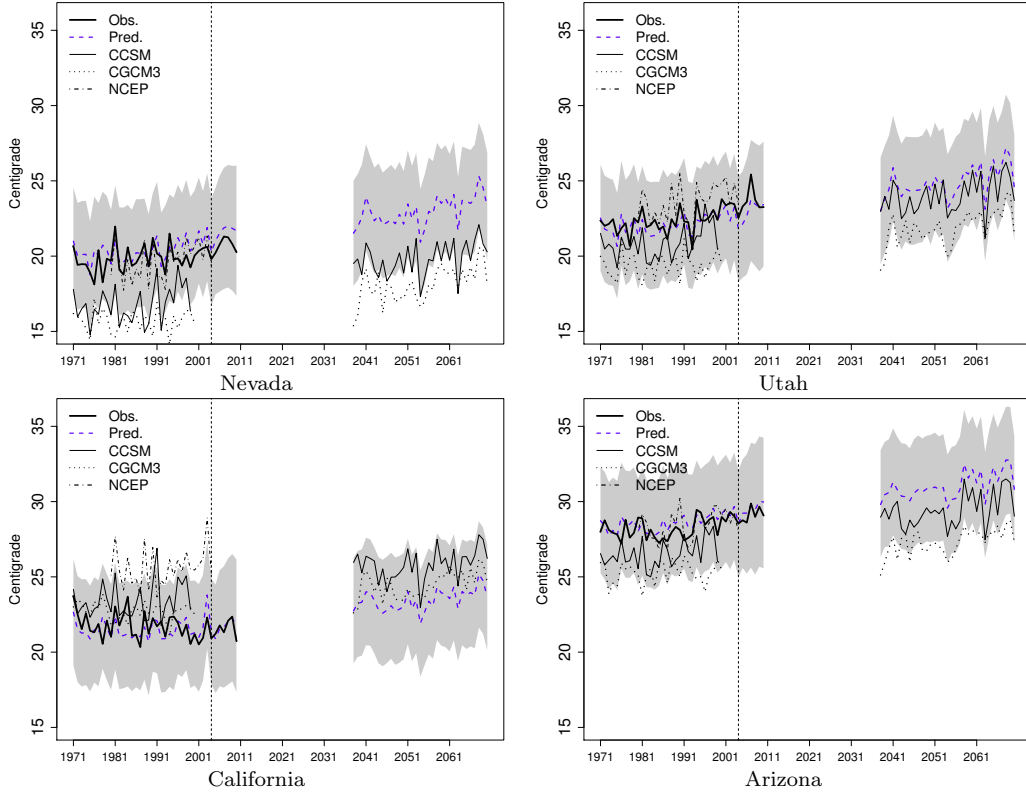 35
30
25
20
15
Centigrade
Obs.
Pred.
CCSM
CGCM3
NCEP
1971 1981 1991 2001 2011 2021 2031 2041 2051 2061
Nevada
35
30
25
20
15
Centigrade
Obs.
Pred.
CCSM
CGCM3
NCEP
1971 1981 1991 2001 2011 2021 2031 2041 2051 2061
Utah
35
30
25
20
15
Centigrade
Obs.
Pred.
CCSM
CGCM3
NCEP
1971 1981 1991 2001 2011 2021 2031 2041 2051 2061
California
35
30
25
20
15
Centigrade
Obs.
Pred.
CCSM
CGCM3
NCEP
1971 1981 1991 2001 2011 2021 2031 2041 2051 2061
Arizona